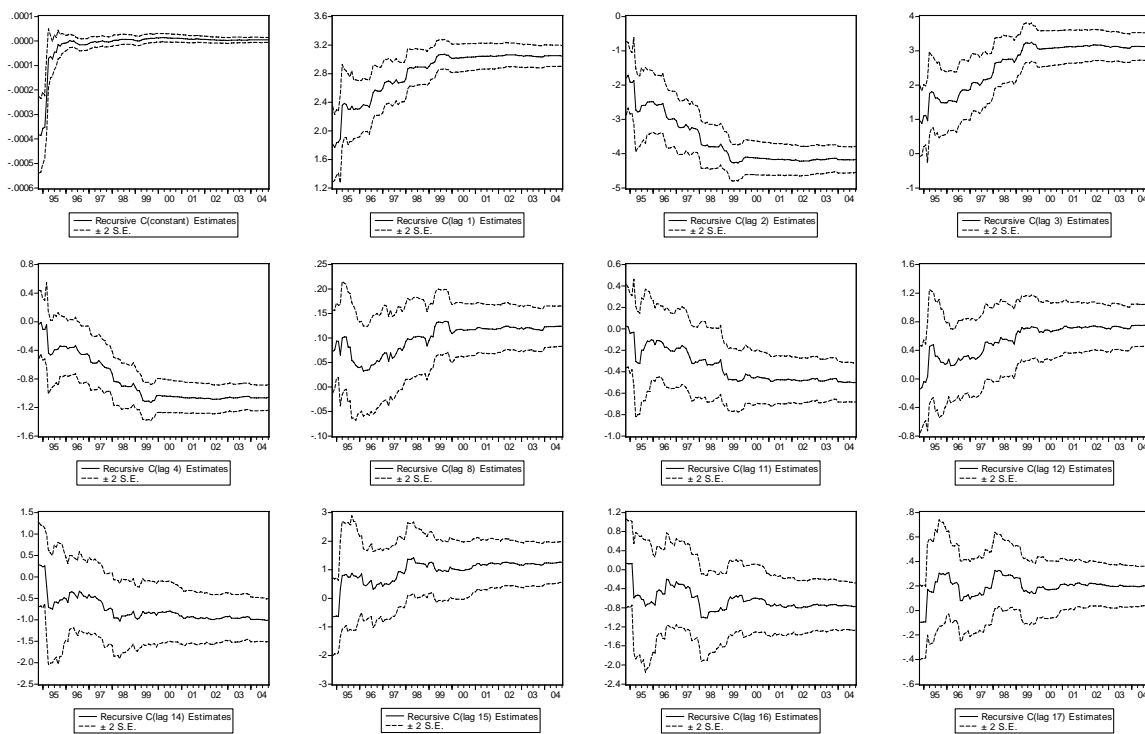 .0001
.0000
-.0001
-.0002
-.0003
-.0004
-.0005
-.0006
95 96 97 98 99 00 01 02 03 04
Recursive C(constant) Estimates
± 2 S.E.
3.6
3.2
2.8
2.4
2.0
1.6
1.2
95 96 97 98 99 00 01 02 03 04
Recursive C(lag 1) Estimates
± 2 S.E.
0
-1
-2
-3
-4
-5
95 96 97 98 99 00 01 02 03 04
Recursive C(lag 2) Estimates
± 2 S.E.
4
3
2
1
0
-1
95 96 97 98 99 00 01 02 03 04
Recursive C(lag 3) Estimates
± 2 S.E.
0.8
0.4
0.0
-0.4
-0.8
-1.2
-1.6
95 96 97 98 99 00 01 02 03 04
Recursive C(lag 4) Estimates
± 2 S.E.
.25
.20
.15
.10
.05
.00
-.05
-.10
95 96 97 98 99 00 01 02 03 04
Recursive C(lag 8) Estimates
± 2 S.E.
0.6
0.4
0.2
0.0
-0.2
-0.4
-0.6
-0.8
-1.0
95 96 97 98 99 00 01 02 03 04
Recursive C(lag 11) Estimates
± 2 S.E.
1.6
1.2
0.8
0.4
0.0
-0.4
-0.8
95 96 97 98 99 00 01 02 03 04
Recursive C(lag 12) Estimates
± 2 S.E.
1.5
1.0
0.5
0.0
-0.5
-1.0
-1.5
-2.0
-2.5
95 96 97 98 99 00 01 02 03 04
Recursive C(lag 14) Estimates
± 2 S.E.
3
2
1
0
-1
-2
-3
95 96 97 98 99 00 01 02 03 04
Recursive C(lag 15) Estimates
± 2 S.E.
1.2
0.8
0.4
0.0
-0.4
-0.8
-1.2
-1.6
-2.0
-2.4
95 96 97 98 99 00 01 02 03 04
Recursive C(lag 16) Estimates
± 2 S.E.
.8
.6
.4
.2
.0
-.2
-.4
-.6
95 96 97 98 99 00 01 02 03 04
Recursive C(lag 17) Estimates
± 2 S.E.